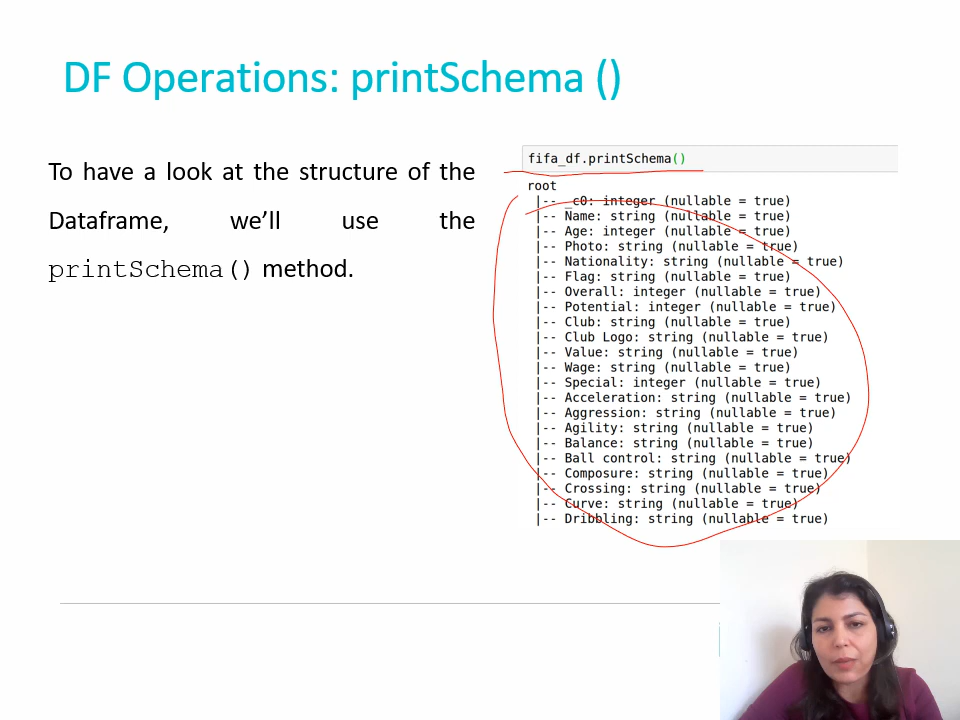 DF Operations: printSchema ()
To have a look at the structure of the
Dataframe, we’ll use the
printSchema() method.
fifa_df.printSchema()
root
|-- _c0: integer (nullable = true)
|-- Name: string (nullable = true)
|-- Age: integer (nullable = true)
|-- Photo: string (nullable = true)
|-- Nationality: string (nullable = true)
|-- Flag: string (nullable = true)
|-- Overall: integer (nullable = true)
|-- Potential: integer (nullable = true)
|-- Club: string (nullable = true)
|-- Club Logo: string (nullable = true)
|-- Value: string (nullable = true)
|-- Wage: string (nullable = true)
|-- Special: integer (nullable = true)
|-- Acceleration: string (nullable = true)
|-- Aggression: string (nullable = true)
|-- Agility: string (nullable = true)
|-- Balance: string (nullable = true)
|-- Ball control: string (nullable = true)
|-- Composure: string (nullable = true)
|-- Crossing: string (nullable = true)
|-- Curve: string (nullable = true)
|-- Dribbling: string (nullable = true)